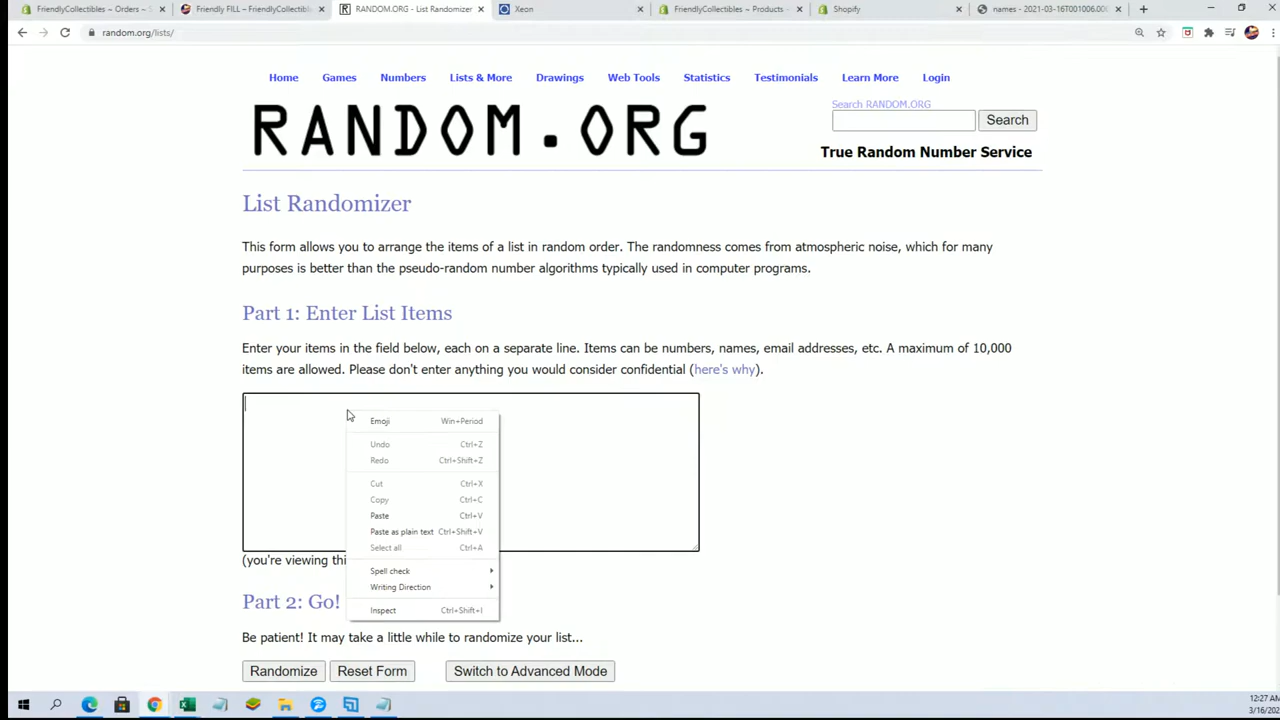 FriendlyCollectibles ~ Orders ~ S
Friendly FILL – FriendlyCollectibl
RANDOM.ORG - List Randomizer
Xeon
FriendlyCollectibles ~ Products ~
Shopify
names - 2021-03-16T001006.00
random.org/lists/
Home Games Numbers Lists & More Drawings Web Tools Statistics Testimonials Learn More Login
RANDOM.ORG
Search RANDOM.ORG
Search
True Random Number Service
List Randomizer
This form allows you to arrange the items of a list in random order. The randomness comes from atmospheric noise, which for many
purposes is better than the pseudo-random number algorithms typically used in computer programs.
Part 1: Enter List Items
Enter your items in the field below, each on a separate line. Items can be numbers, names, email addresses, etc. A maximum of 10,000
items are allowed. Please don't enter anything you would consider confidential (here's why).
Emoji Win+Period
Undo Ctrl+Z
Redo Ctrl+Shift+Z
Cut Ctrl+X
Copy Ctrl+C
Paste Ctrl+V
Paste as plain text Ctrl+Shift+V
Select all Ctrl+A
Spell check
Writing Direction
Inspect Ctrl+Shift+I
(you're viewing thi
Part 2: Go!
Be patient! It may take a little while to randomize your list...
Randomize Reset Form Switch to Advanced Mode
12:27 AM
3/16/202